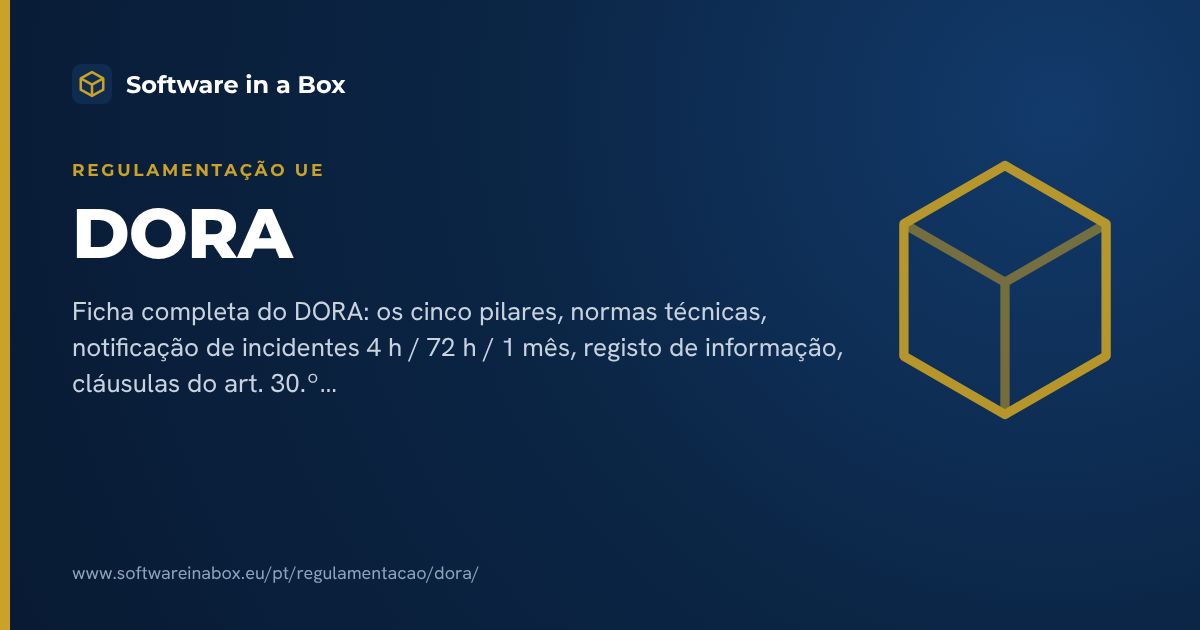 Software in a Box
REGULAMENTAÇÃO UE
DORA
Ficha completa do DORA: os cinco pilares, normas técnicas,
notificação de incidentes 4 h / 72 h / 1 mês, registo de informação,
cláusulas do art. 30.º…
www.softwareinabox.eu/pt/regulamentacao/dora/